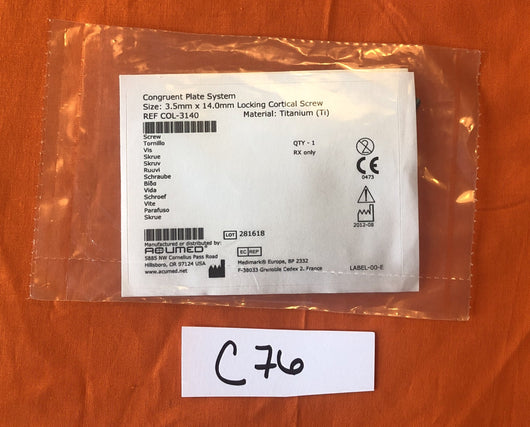 Congruent Plate System
Size: 3.5mm x 14.0mm Locking Cortical Screw
REF COL-3140 Material: Titanium (Ti)
Screw
Tornillo
Vis
Skrue
Skruv
Ruuvi
Schraube
Βίδα
Schroef
Vite
Parafuso
Skrue
QTY - 1
RX only
2
CE
0473
2012-08
LOT 281618
Manufactured or distributed by:
ACUMED
5885 NW Cornelius Pass Road
Hillsboro, OR 97124 USA
www.acumed.net
EC REP
Medimark® Europe, BP 2332
F-38033 Grenoble Cedex 2, France
LABEL-00-E
C76